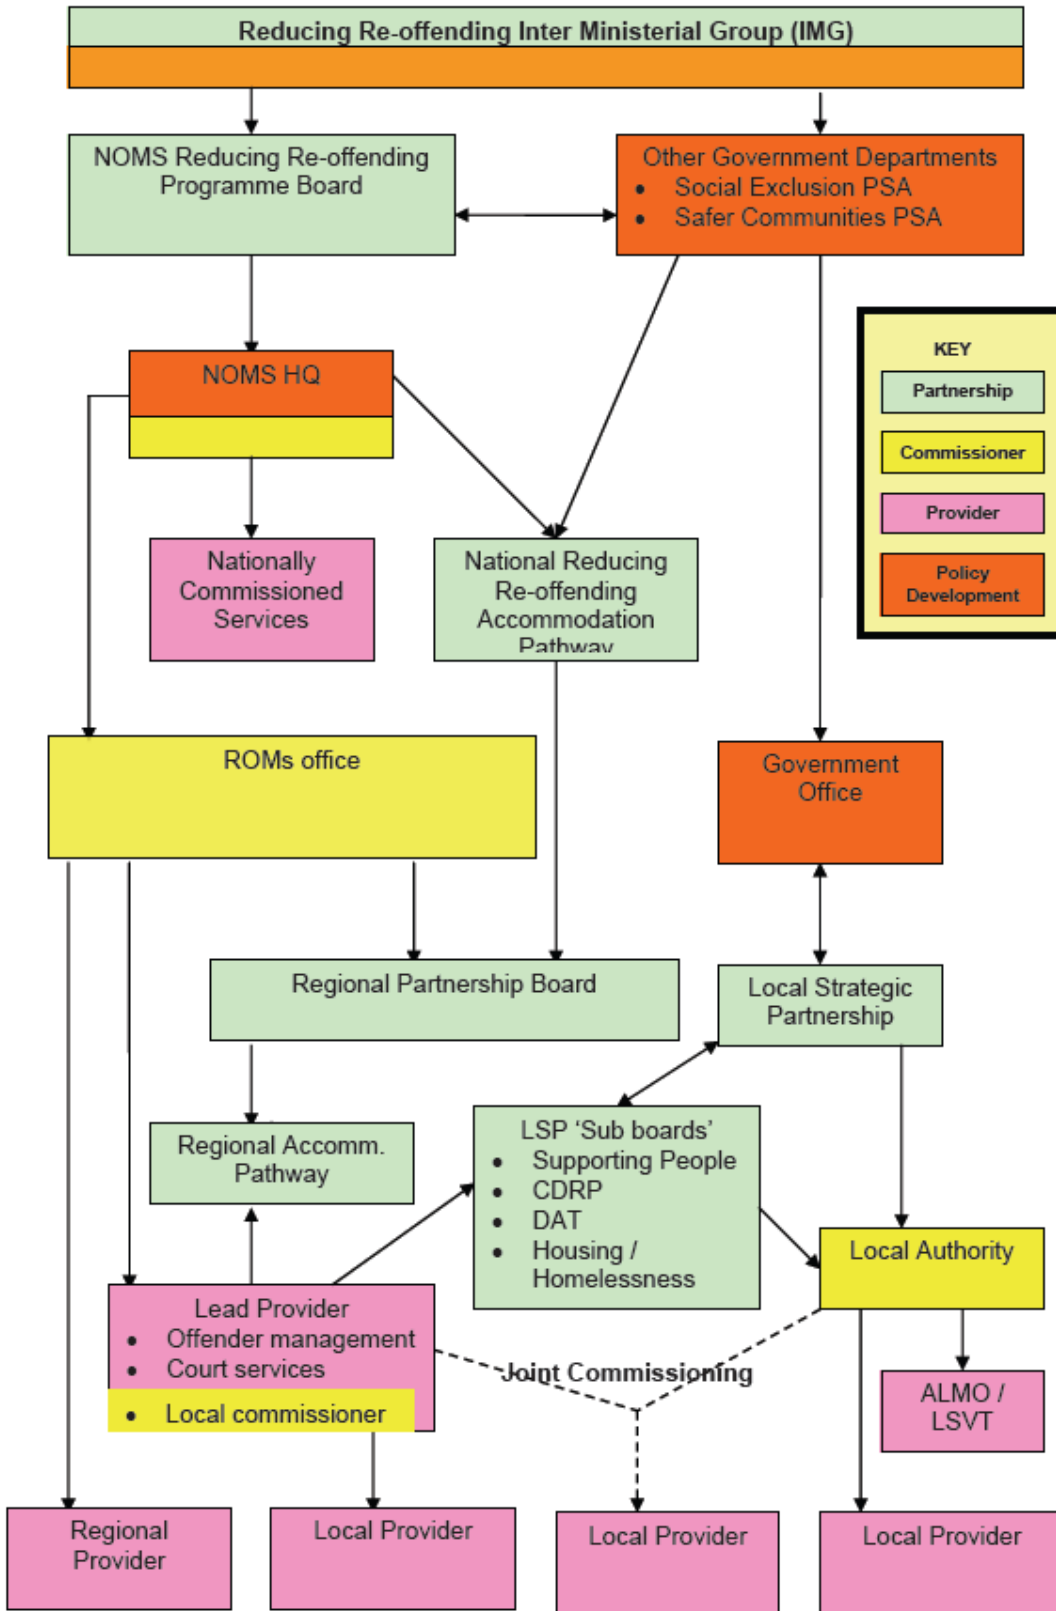 Reducing Re-offending Inter Ministerial Group (IMG)
NOMS Reducing Re-offending
Programme Board
Other Government Departments
• Social Exclusion PSA
• Safer Communities PSA
KEY
Partnership
Commissioner
Provider
Policy
Development
NOMS HQ
Nationally
Commissioned
Services
National Reducing
Re-offending
Accommodation
Pathway
ROMs office
Government
Office
Regional Partnership Board
Local Strategic
Partnership
Regional Accomm.
Pathway
LSP ‘Sub boards’
• Supporting People
• CDRP
• DAT
• Housing /
Homelessness
Local Authority
Lead Provider
• Offender management
• Court services
• Local commissioner
Joint Commissioning
ALMO /
LSVT
Regional
Provider
Local Provider
Local Provider
Local Provider